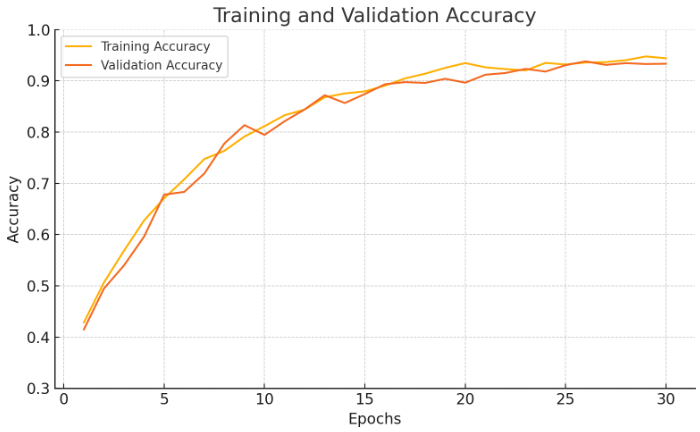 Training and Validation Accuracy
1.0
Training Accuracy
Validation Accuracy
0.9
0.8
0.7
0.6
0.5
0.4
0.3
Accuracy
0 5 10 15 20 25 30
Epochs